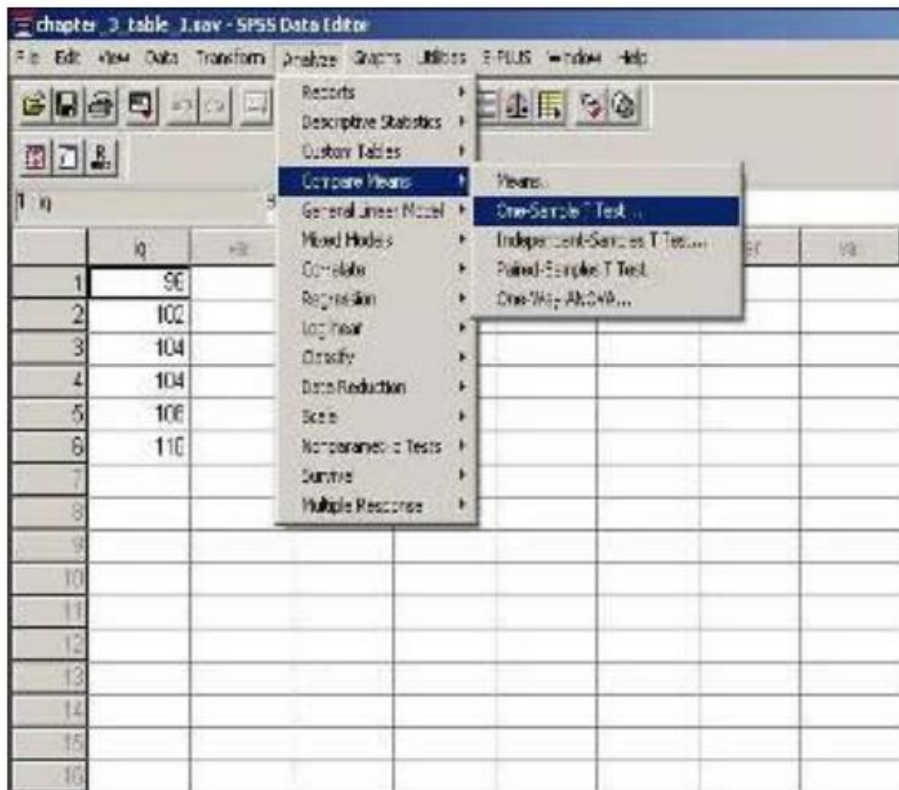 chapter_3_table_1.sav - SPSS Data Editor
File Edit View Data Transform Analyze Graphs Utilities S-PLUS Window Help
Reports
Descriptive Statistics
Custom Tables
Compare Means
General Linear Model
Mixed Models
Correlate
Regression
Loglinear
Classify
Data Reduction
Scale
Nonparametric Tests
Survival
Multiple Response
Means...
One-Sample T Test...
Independent-Samples T Test...
Paired-Samples T Test
One-Way ANOVA...
1 : iq
iq
1
2 102
3 104
4 104
5
6
7
8
9
10
11
12
13
14
15
16